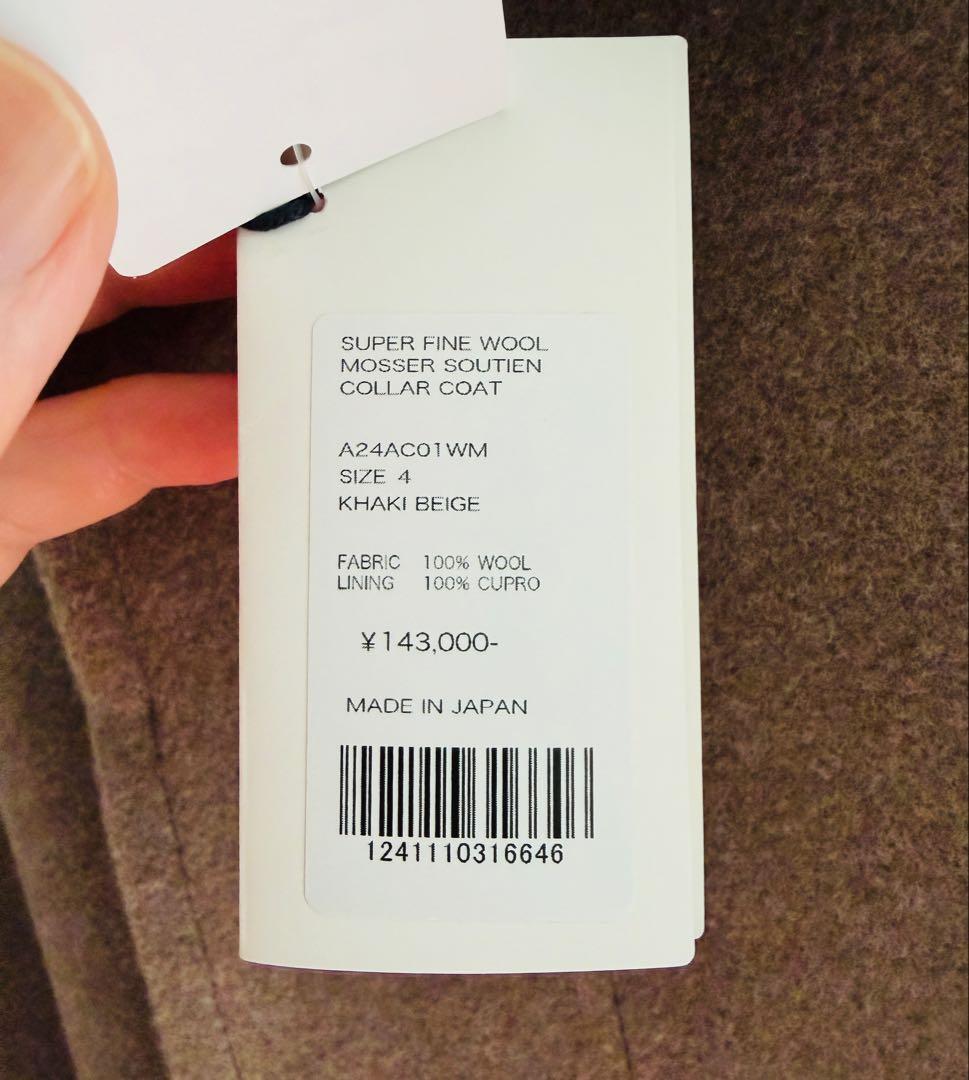 SUPER FINE WOOL
MOSSER SOUTIEN
COLLAR COAT
A24AC01WM
SIZE 4
KHAKI BEIGE
FABRIC 100% WOOL
LINING 100% CUPRO
¥143,000-
MADE IN JAPAN
1241110316646